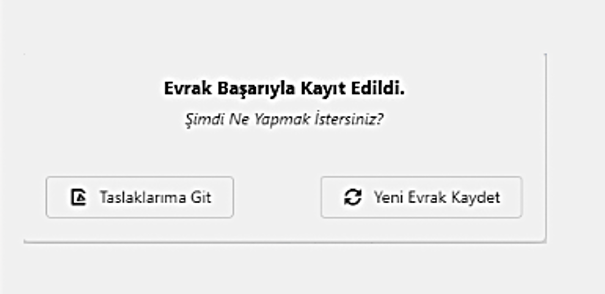 Evrak Başarıyla Kayıt Edildi.
Şimdi Ne Yapmak İstersiniz?
Taslaklarıma Git
Yeni Evrak Kaydet